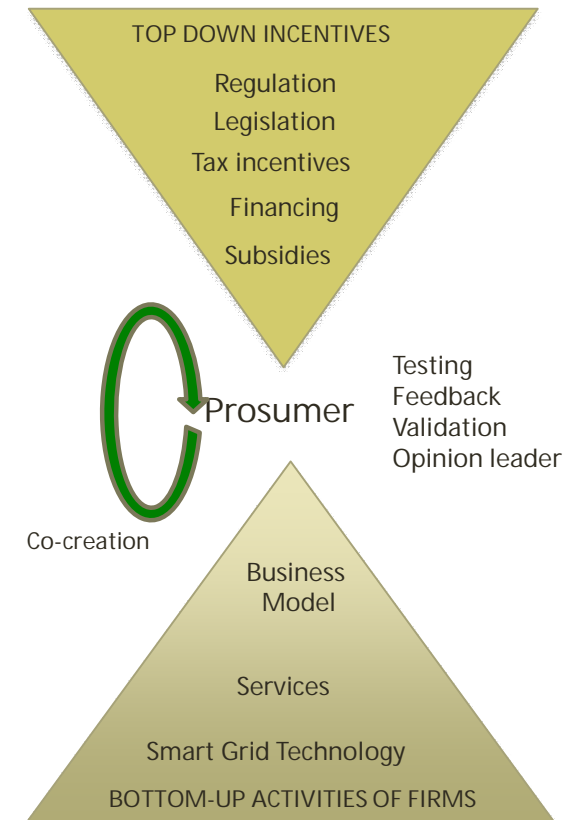 TOP DOWN INCENTIVES
Regulation
Legislation
Tax incentives
Financing
Subsidies
Prosumer
Testing
Feedback
Validation
Opinion leader
Co-creation
Business
Model
Services
Smart Grid Technology
BOTTOM-UP ACTIVITIES OF FIRMS